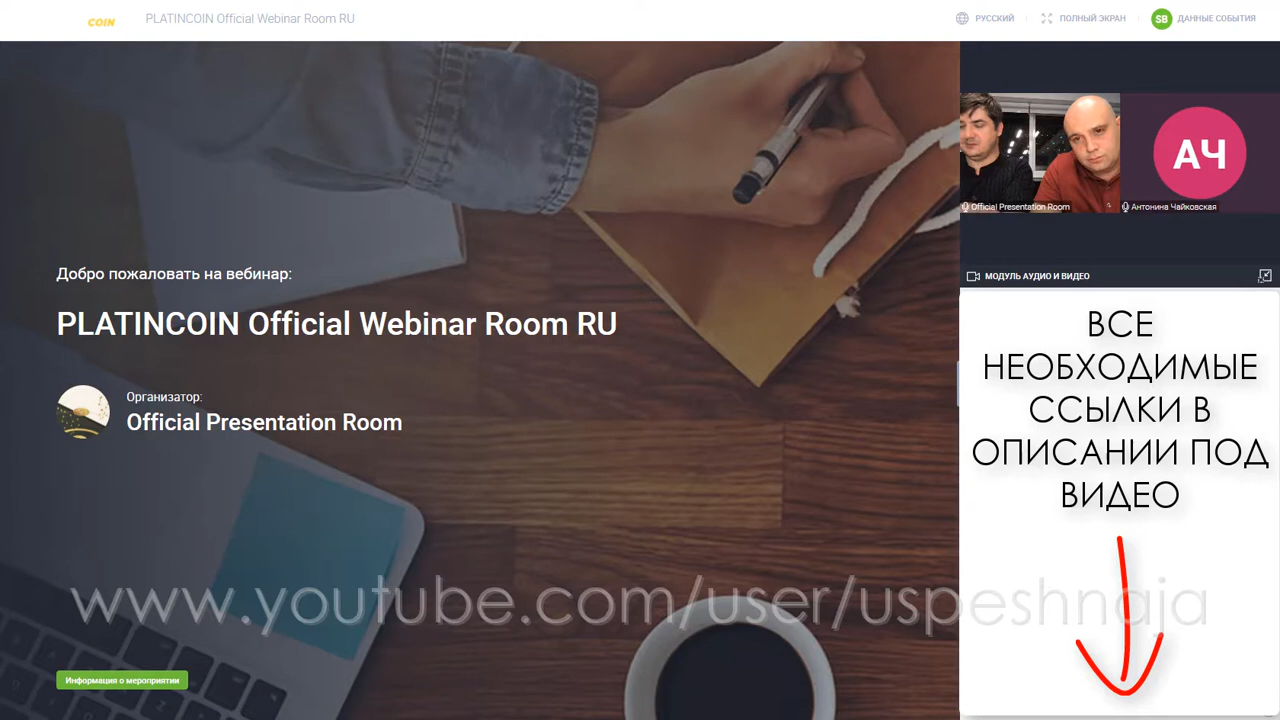 COIN
PLATINCOIN Official Webinar Room RU
РУССКИЙ
ПОЛНЫЙ ЭКРАН
SB
ДАННЫЕ СОБЫТИЯ
АЧ
Official Presentation Room
Антонина Чайковская
МОДУЛЬ АУДИО И ВИДЕО
Добро пожаловать на вебинар:
PLATINCOIN Official Webinar Room RU
Организатор:
Official Presentation Room
ВСЕ
НЕОБХОДИМЫЕ
ССЫЛКИ В
ОПИСАНИИ ПОД
ВИДЕО
www.youtube.com/user/uspeshnaja
Информация о мероприятии